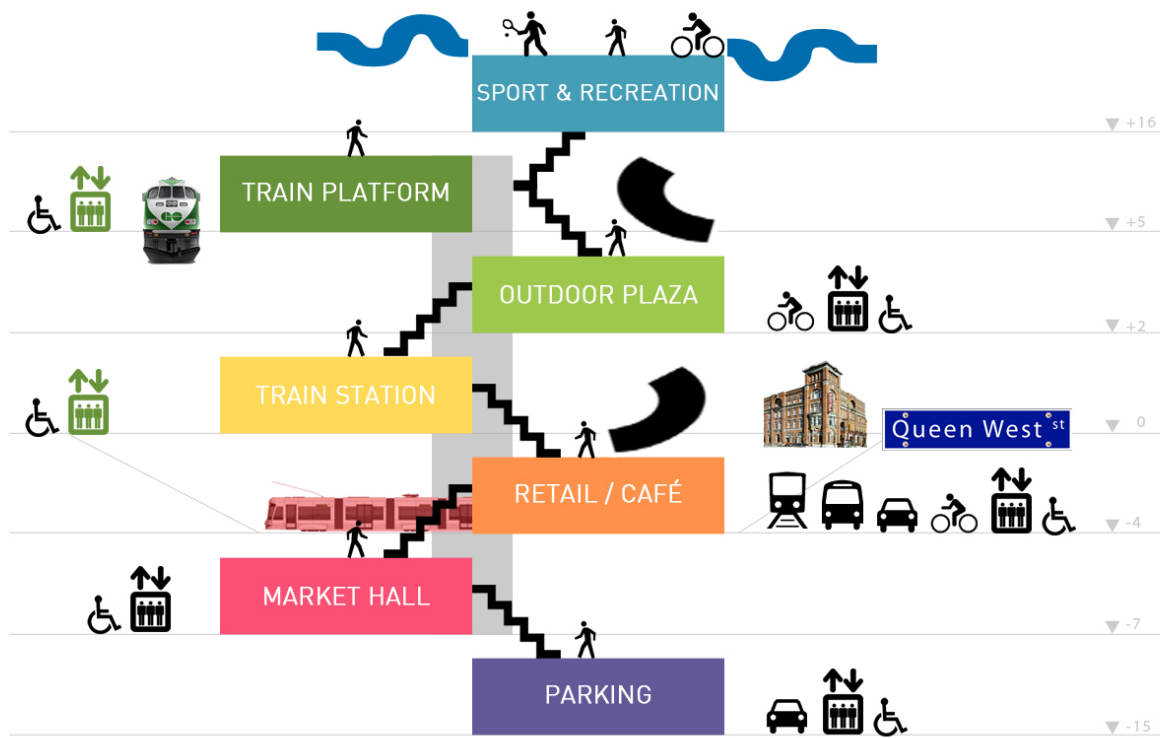 SPORT & RECREATION
+16
TRAIN PLATFORM
GO
+5
OUTDOOR PLAZA
+2
TRAIN STATION
Queen West st
0
RETAIL / CAFÉ
-4
MARKET HALL
-7
PARKING
-15